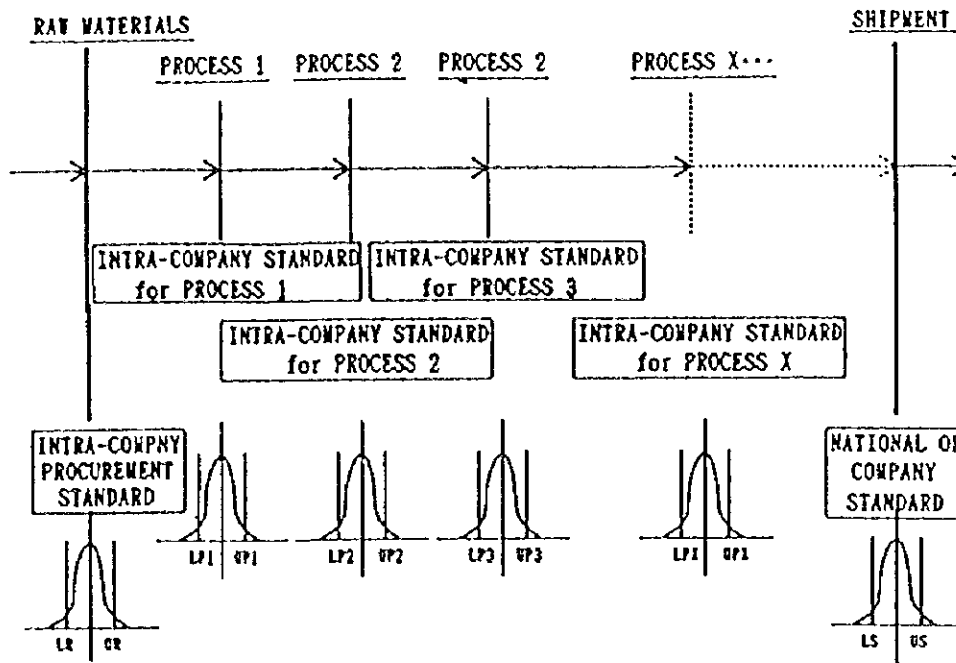 RAW MATERIALS
SHIPMENT
PROCESS 1
PROCESS 2
PROCESS 2
PROCESS X···
INTRA-COMPANY STANDARD
for PROCESS 1
INTRA-COMPANY STANDARD
for PROCESS 3
INTRA-COMPANY STANDARD
for PROCESS 2
INTRA-COMPANY STANDARD
for PROCESS X
INTRA-COMPNY
PROCUREMENT
STANDARD
NATIONAL OR
COMPANY
STANDARD
LP1 UP1
LP2 UP2
LP3 UP3
LPX UPX
LR UR
LS US